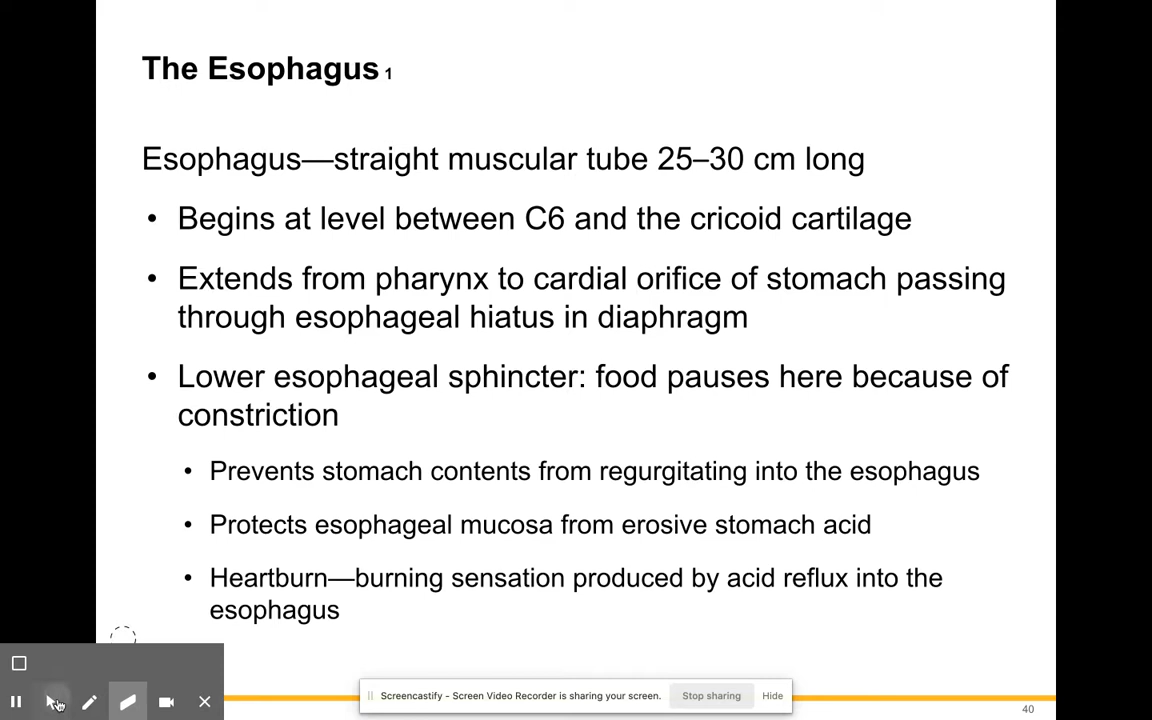 The Esophagus 1
Esophagus—straight muscular tube 25–30 cm long
• Begins at level between C6 and the cricoid cartilage
• Extends from pharynx to cardial orifice of stomach passing
through esophageal hiatus in diaphragm
• Lower esophageal sphincter: food pauses here because of
constriction
• Prevents stomach contents from regurgitating into the esophagus
• Protects esophageal mucosa from erosive stomach acid
• Heartburn—burning sensation produced by acid reflux into the
esophagus
Screencastify - Screen Video Recorder is sharing your screen. Stop sharing Hide
40